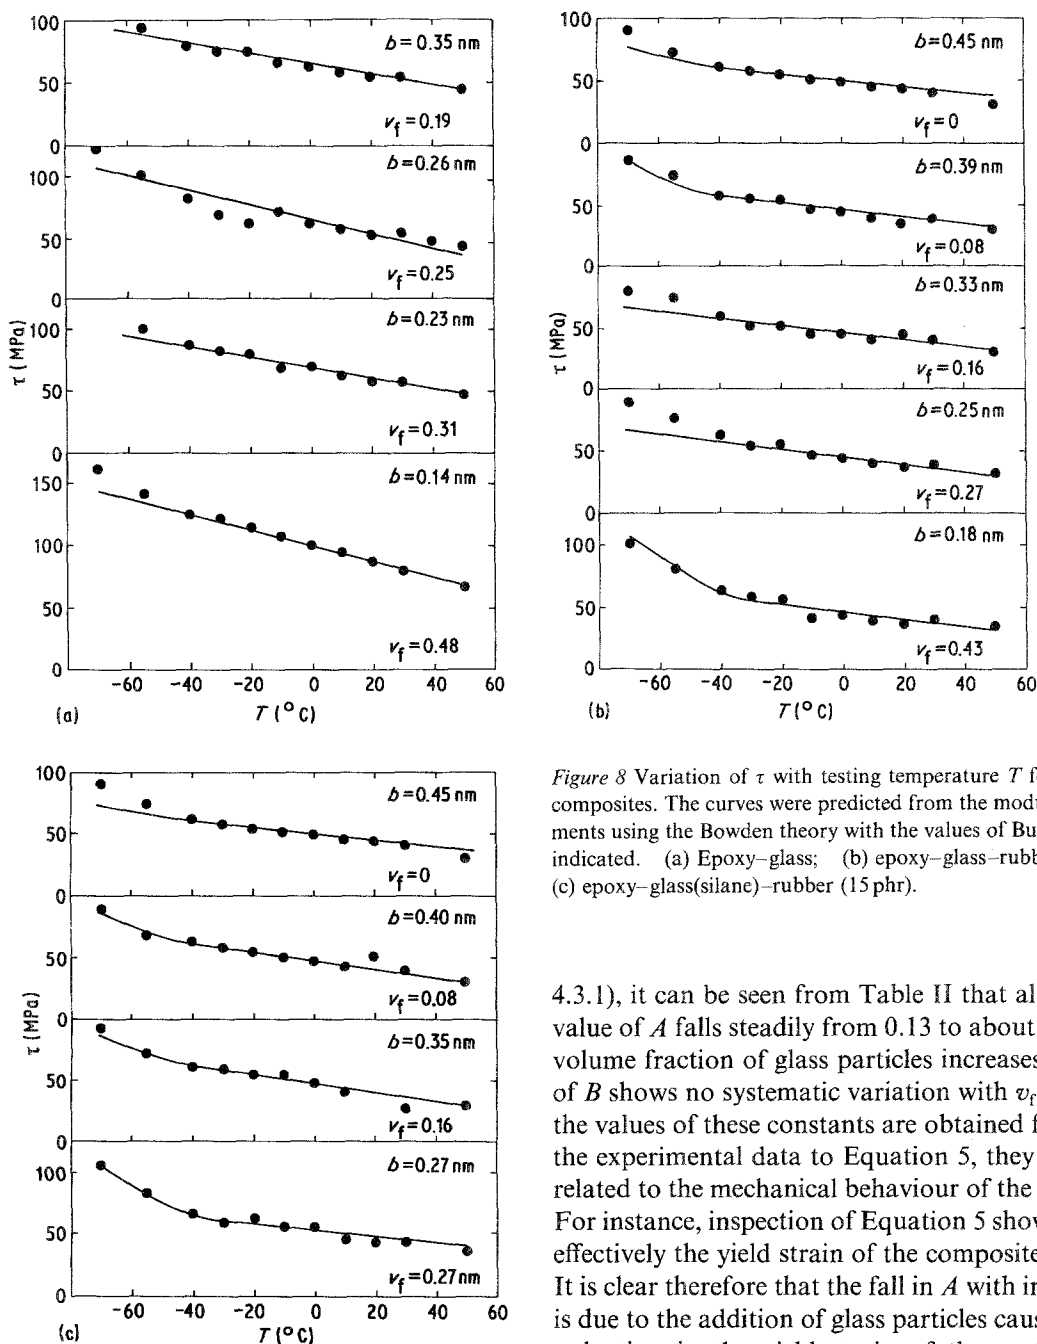 100
b = 0.35 nm
50
v_f = 0.19
0
b = 0.26 nm
100
50
v_f = 0.25
0
b = 0.23 nm
100
50
v_f = 0.31
0
b = 0.14 nm
150
100
50
v_f = 0.48
0
τ (MPa)
−60 −40 −20 0 20 40 60
(a) T (°C)
100
b = 0.45 nm
50
v_f = 0
0
b = 0.39 nm
50
v_f = 0.08
0
b = 0.33 nm
50
v_f = 0.16
0
b = 0.25 nm
50
v_f = 0.27
0
b = 0.18 nm
100
50
v_f = 0.43
0
τ (MPa)
−60 −40 −20 0 20 40 60
(b) T (°C)
100
b = 0.45 nm
50
v_f = 0
0
b = 0.40 nm
50
v_f = 0.08
0
b = 0.35 nm
50
v_f = 0.16
0
b = 0.27 nm
100
50
v_f = 0.27 nm
0
τ (MPa)
−60 −40 −20 0 20 40 60
(c) T (°C)
Figure 8 Variation of τ with testing temperature T
composites. The curves were predicted from the
ments using the Bowden theory with the values of
indicated. (a) Epoxy–glass; (b) epoxy–glass–
(c) epoxy–glass(silane)–rubber (15 phr).
4.3.1), it can be seen from Table II that
value of A falls steadily from 0.13 to about
volume fraction of glass particles increases
of B shows no systematic variation with v_f
the values of these constants are obtained
the experimental data to Equation 5, they
related to the mechanical behaviour of the
For instance, inspection of Equation 5
effectively the yield strain of the composite
It is clear therefore that the fall in A with
is due to the addition of glass particles